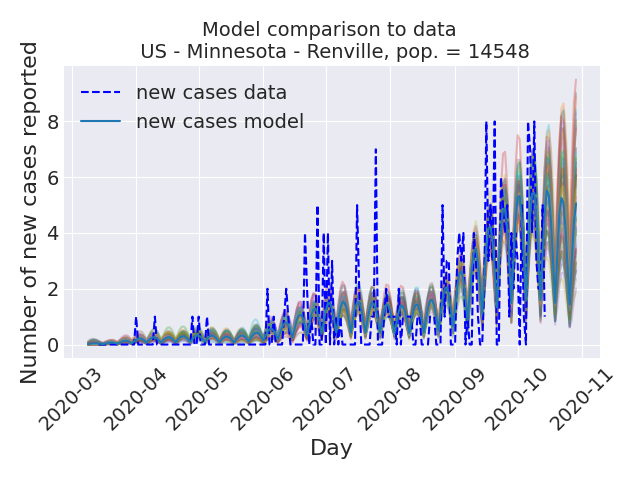 Model comparison to data
US - Minnesota - Renville, pop. = 14548
Number of new cases reported
8
6
4
2
0
new cases data
new cases model
2020-03
2020-04
2020-05
2020-06
2020-07
2020-08
2020-09
2020-10
2020-11
Day